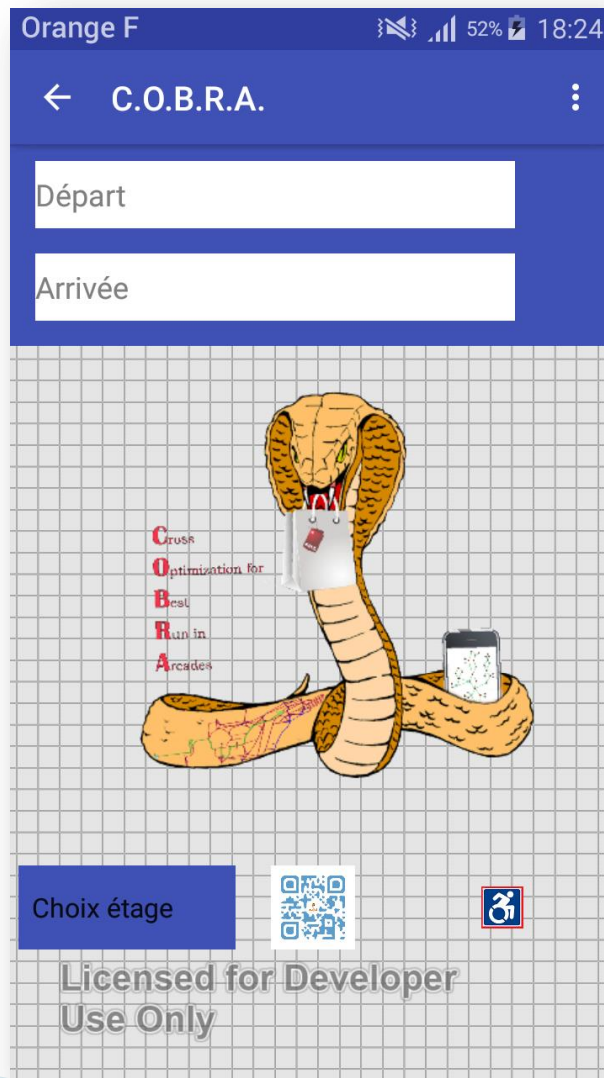 Orange F
52%
18:24
C.O.B.R.A.
Départ
Arrivée
Cross
Optimization for
Best
Run in
Arcades
Choix étage
Licensed for Developer
Use Only